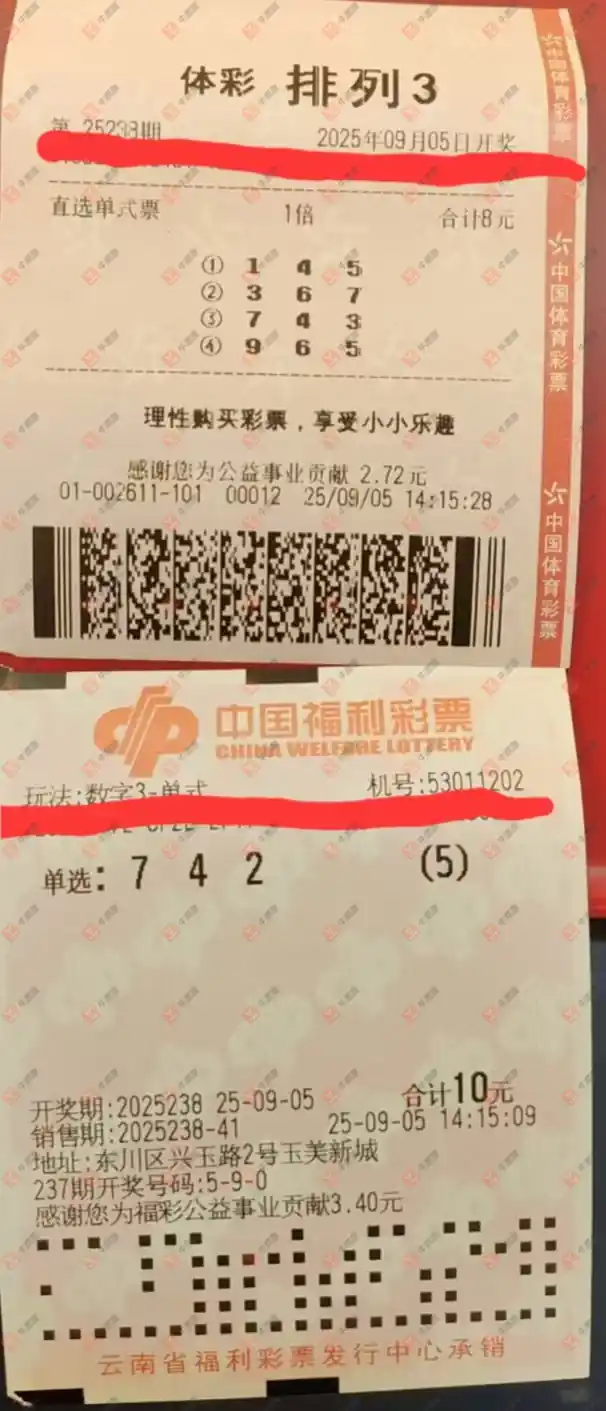 体彩 排列3
第 25238期 2025年09月05日开奖
直选单式票 1倍 合计8元
① 1 4 5
② 3 6 7
③ 7 4 3
④ 9 6 5
理性购买彩票，享受小小乐趣
感谢您为公益事业贡献 2.72元
01-002611-101 00012 25/09/05 14:15:28
中国体育彩票
中国体育彩票
中国体育彩票
中国福利彩票
CHINA WELFARE LOTTERY
玩法:数字3-单式 机号:53011202
单选: 7 4 2 (5)
合计10元
开奖期:2025238 25-09-05
销售期:2025238-41 25-09-05 14:15:09
地址:东川区兴玉路2号玉美新城
237期开奖号码:5-9-0
感谢您为福彩公益事业贡献3.40元
云南省福利彩票发行中心承销